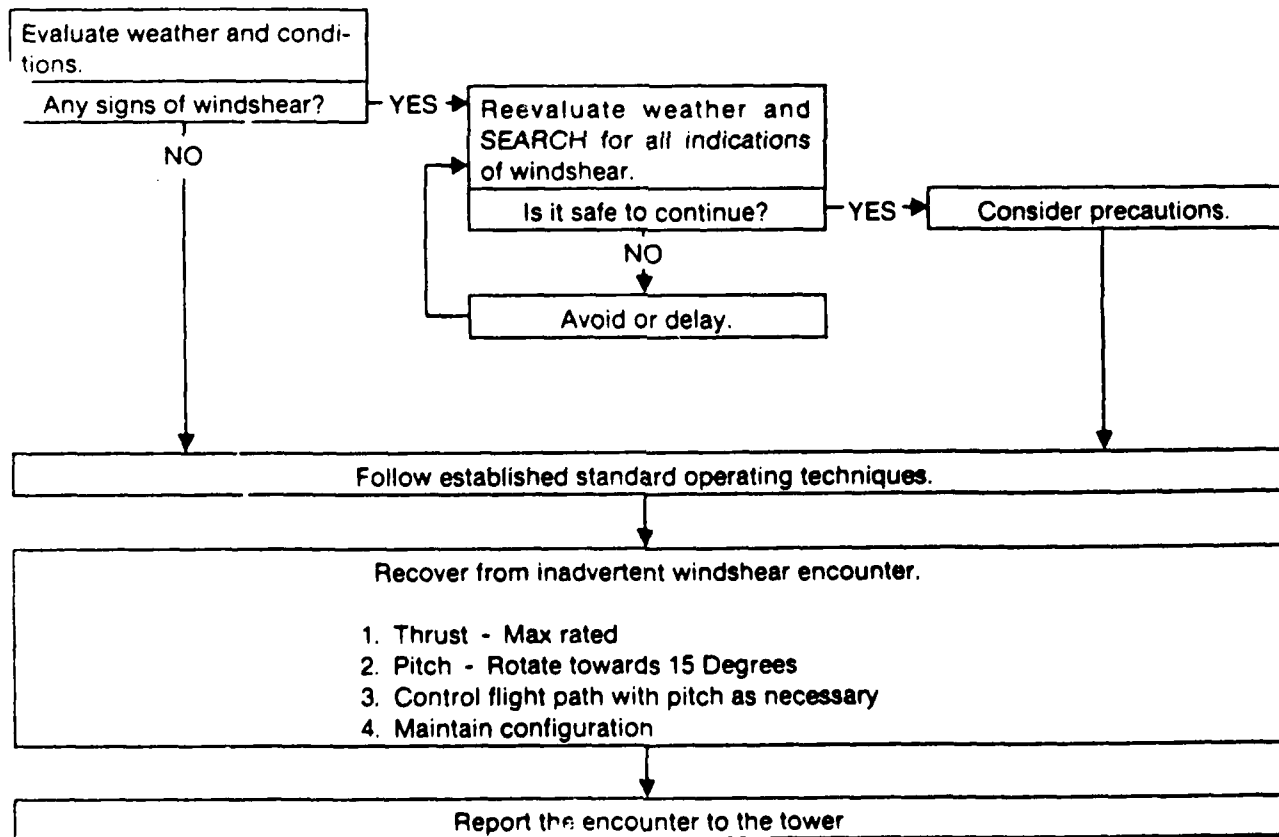 Evaluate weather and condi-
tions.
Any signs of windshear?
YES
NO
Reevaluate weather and
SEARCH for all indications
of windshear.
Is it safe to continue?
YES
NO
Consider precautions.
Avoid or delay.
Follow established standard operating techniques.
Recover from inadvertent windshear encounter.
1. Thrust - Max rated
2. Pitch - Rotate towards 15 Degrees
3. Control flight path with pitch as necessary
4. Maintain configuration
Report the encounter to the tower